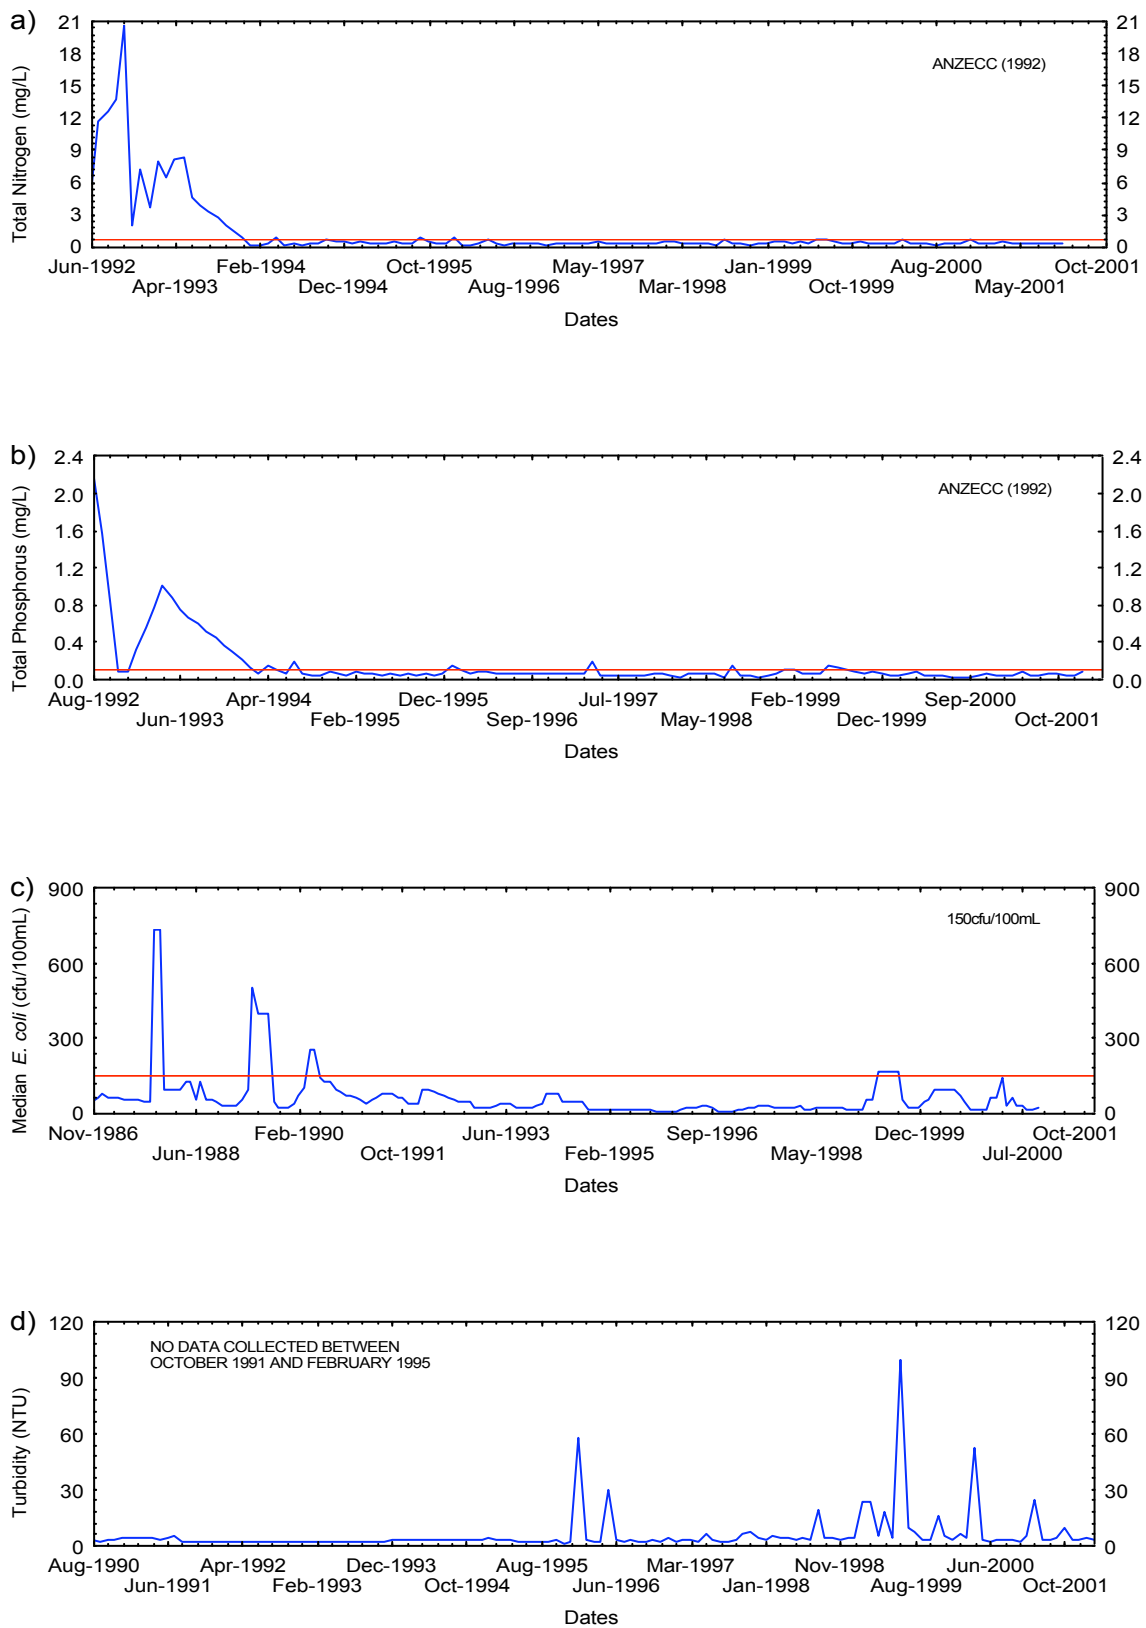 a)
Total Nitrogen (mg/L)
21 21
18 18
15 15
12 12
9 9
6 6
3 3
0 0
ANZECC (1992)
Jun-1992 Feb-1994 Oct-1995 May-1997 Jan-1999 Aug-2000 Oct-2001
Apr-1993 Dec-1994 Aug-1996 Mar-1998 Oct-1999 May-2001
Dates
b)
Total Phosphorus (mg/L)
2.4 2.4
2.0 2.0
1.6 1.6
1.2 1.2
0.8 0.8
0.4 0.4
0.0 0.0
ANZECC (1992)
Aug-1992 Apr-1994 Dec-1995 Jul-1997 Feb-1999 Sep-2000
Jun-1993 Feb-1995 Sep-1996 May-1998 Dec-1999 Oct-2001
Dates
c)
Median E. coli (cfu/100mL)
900 900
600 600
300 300
0 0
150cfu/100mL
Nov-1986 Feb-1990 Jun-1993 Sep-1996 Dec-1999 Oct-2001
Jun-1988 Oct-1991 Feb-1995 May-1998 Jul-2000
Dates
d)
Turbidity (NTU)
120 120
90 90
60 60
30 30
0 0
NO DATA COLLECTED BETWEEN
OCTOBER 1991 AND FEBRUARY 1995
Aug-1990 Apr-1992 Dec-1993 Aug-1995 Mar-1997 Nov-1998 Jun-2000
Jun-1991 Feb-1993 Oct-1994 Jun-1996 Jan-1998 Aug-1999 Oct-2001
Dates